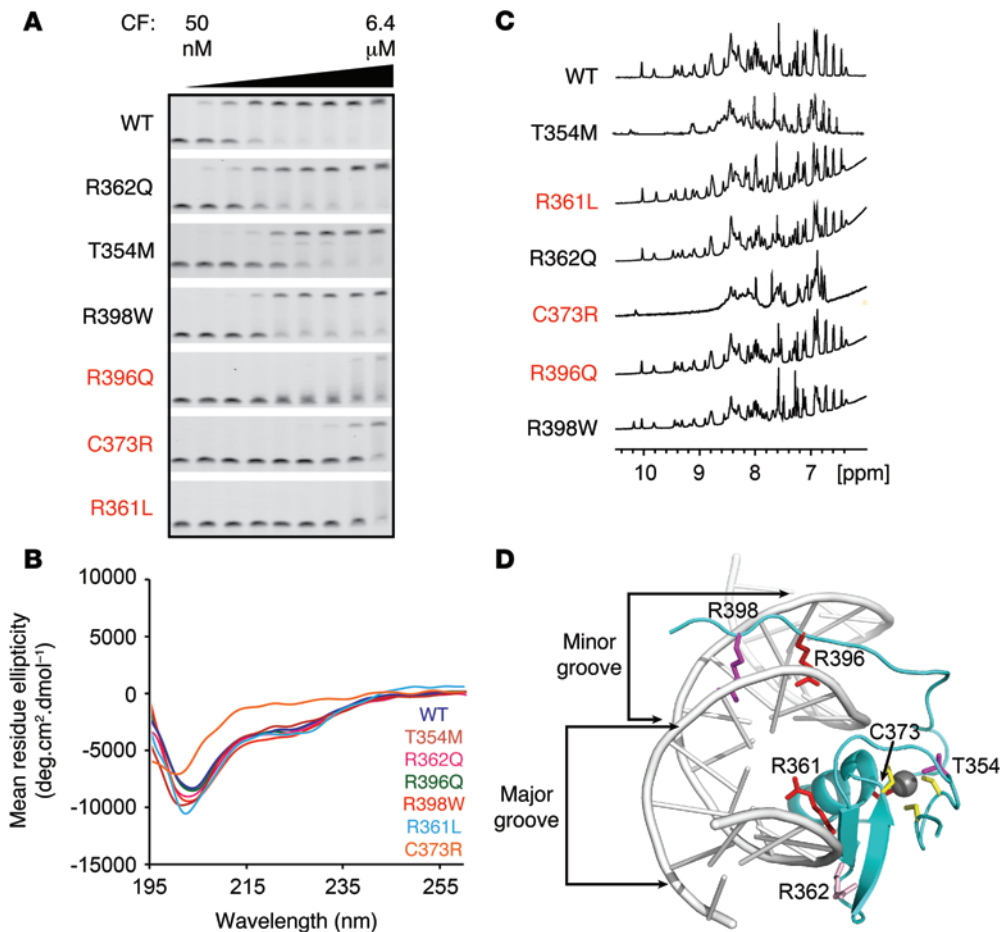 A
CF: 50 nM 6.4 μM
WT
R362Q
T354M
R398W
R396Q
C373R
R361L
B
Mean residue ellipticity
(deg.cm².dmol⁻¹)
10000
5000
0
-5000
-10000
-15000
195 215 235 255
Wavelength (nm)
WT
T354M
R362Q
R396Q
R398W
R361L
C373R
C
WT
T354M
R361L
R362Q
C373R
R396Q
R398W
10 9 8 7 [ppm]
D
Minor
groove
Major
groove
R398
R396
C373
R361
T354
R362